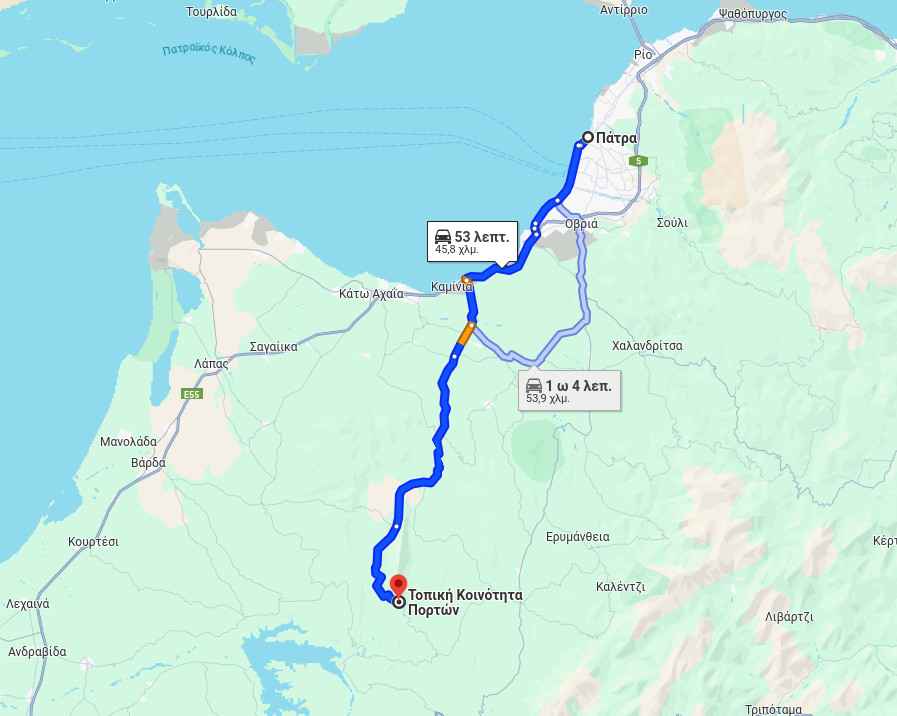 Αντίρριο
Ψαθόπυργος
Τουρλίδα
Πατραϊκός Κόλπος
Ρίο
Πάτρα
5
Οβριά
Σούλι
53 λεπτ.
45,8 χλμ.
Καμίνια
Κάτω Αχαΐα
Σαγαίικα
Χαλανδρίτσα
Λάπας
1 ω 4 λεπ.
53,9 χλμ.
E55
Μανολάδα
Βάρδα
Κουρτέσι
Ερυμάνθεια
Καλέντζι
Τοπική Κοινότητα
Πορτών
Λεχαινά
Λιβάρτζι
Ανδραβίδα
Τριπόταμα